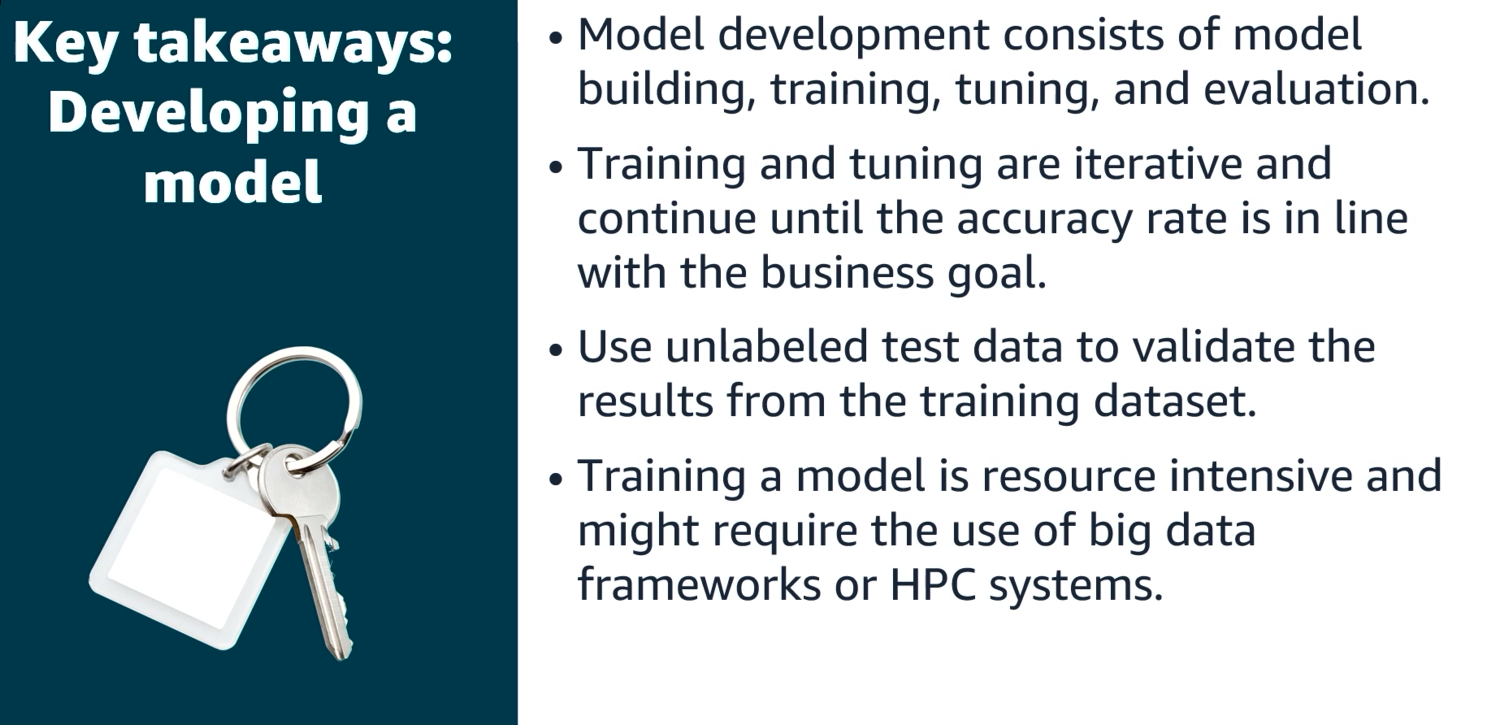 Key takeaways:
Developing a
model
• Model development consists of model
building, training, tuning, and evaluation.
• Training and tuning are iterative and
continue until the accuracy rate is in line
with the business goal.
• Use unlabeled test data to validate the
results from the training dataset.
• Training a model is resource intensive and
might require the use of big data
frameworks or HPC systems.